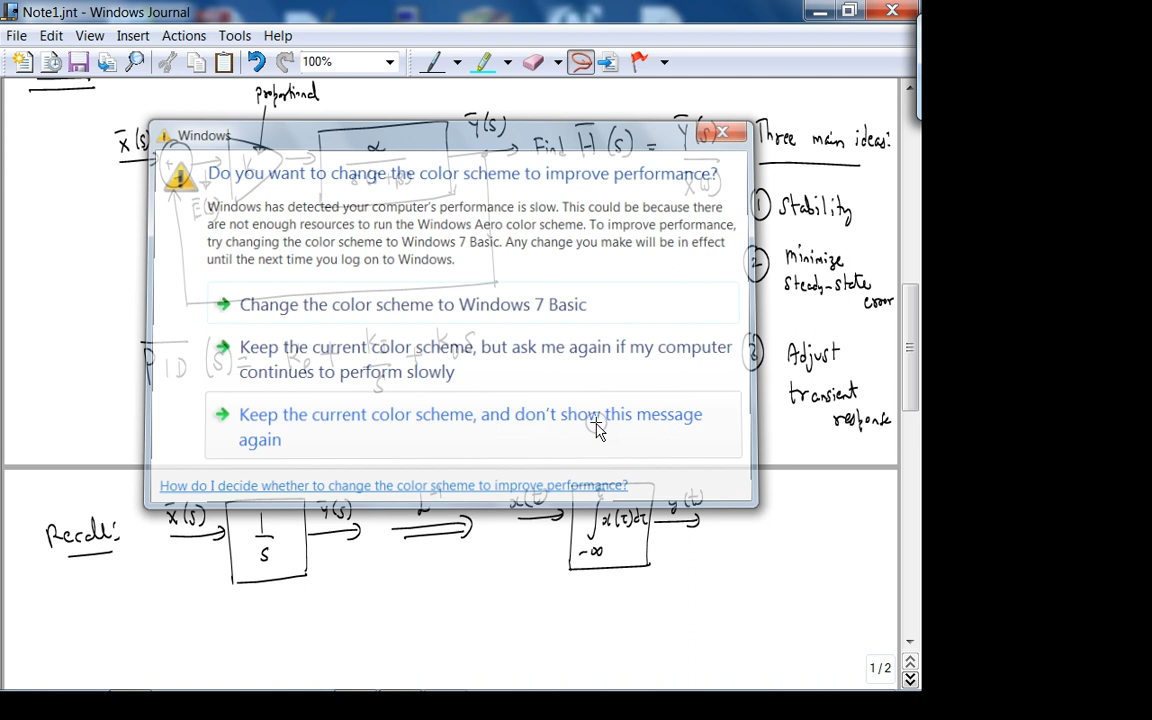 Note1.jnt - Windows Journal
File Edit View Insert Actions Tools Help
100%
proportional
X(s) Y(s) Find H(s) = Y(s)
X(s)
α
K
E(s)
Three main ideas:
① Stability
② minimize
steady-state
error
③ Adjust
transient
response
Windows
Do you want to change the color scheme to improve performance?
Windows has detected your computer's performance is slow. This could be because there
are not enough resources to run the Windows Aero color scheme. To improve performance,
try changing the color scheme to Windows 7 Basic. Any change you make will be in effect
until the next time you log on to Windows.
Change the color scheme to Windows 7 Basic
Keep the current color scheme, but ask me again if my computer
continues to perform slowly
Keep the current color scheme, and don't show this message
again
How do I decide whether to change the color scheme to improve performance?
PID(s) =
Recall: X(s) 1/s Y(s) x(t) ∫ x(τ)dτ y(t)
-∞
1 / 2